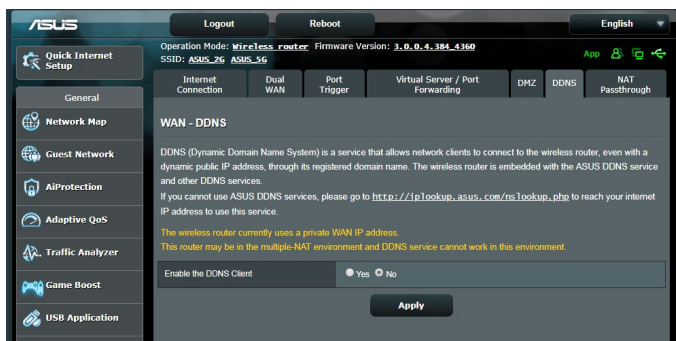 ASUS
Logout
Reboot
English
Operation Mode: Wireless router Firmware Version: 3.0.0.4.384_4360
SSID: ASUS_2G ASUS_5G
App
Quick Internet
Setup
General
Network Map
Guest Network
AiProtection
Adaptive QoS
Traffic Analyzer
Game Boost
USB Application
Internet
Connection
Dual
WAN
Port
Trigger
Virtual Server / Port
Forwarding
DMZ
DDNS
NAT
Passthrough
WAN - DDNS
DDNS (Dynamic Domain Name System) is a service that allows network clients to connect to the wireless router, even with a
dynamic public IP address, through its registered domain name. The wireless router is embedded with the ASUS DDNS service
and other DDNS services.
If you cannot use ASUS DDNS services, please go to http://iplookup.asus.com/nslookup.php to reach your internet
IP address to use this service.
The wireless router currently uses a private WAN IP
address.
This router may be in the multiple-NAT environment and DDNS service cannot work in this environment.
Enable the DDNS Client
Yes No
Apply